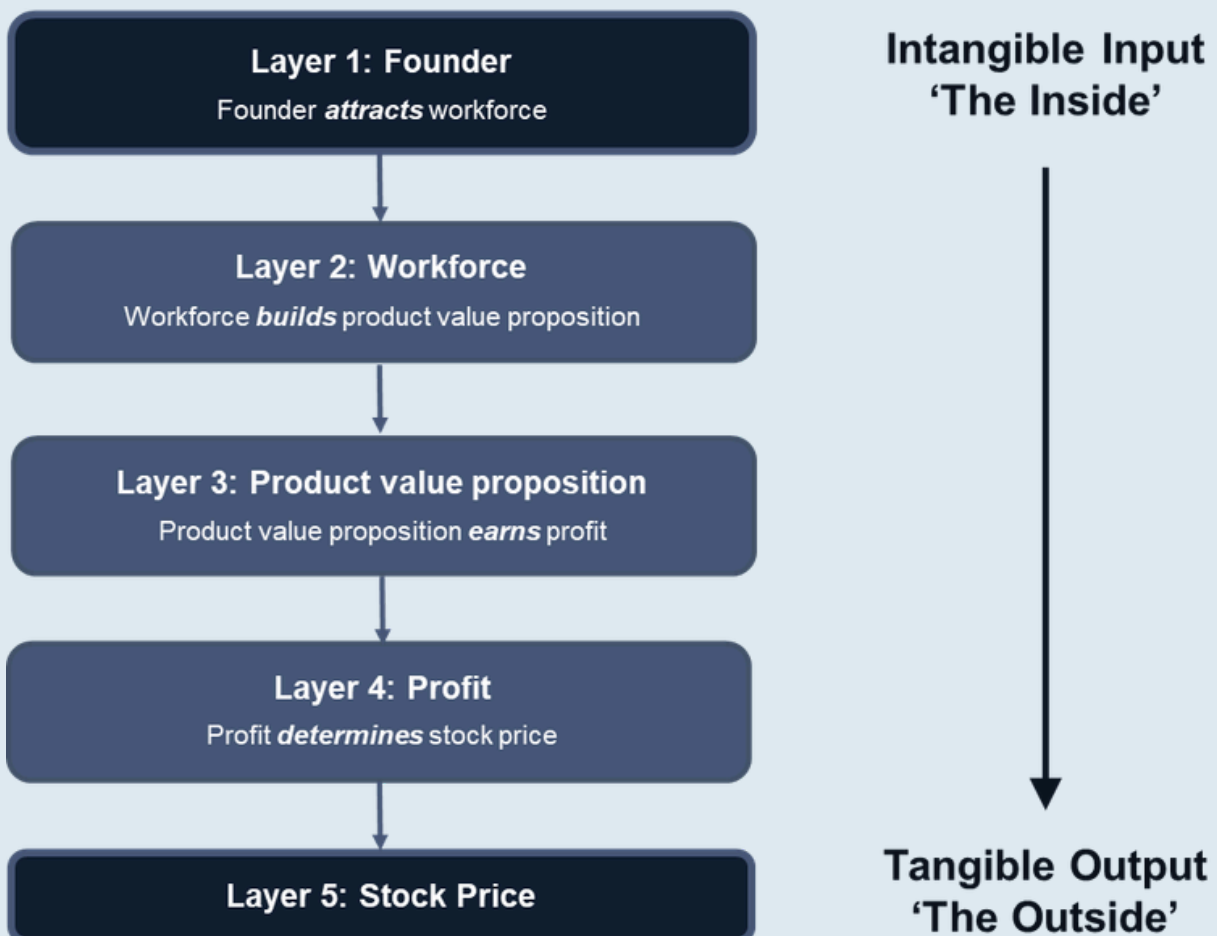 Layer 1: Founder
Founder attracts workforce
Layer 2: Workforce
Workforce builds product value proposition
Layer 3: Product value proposition
Product value proposition earns profit
Layer 4: Profit
Profit determines stock price
Layer 5: Stock Price
Intangible Input
‘The Inside’
Tangible Output
‘The Outside’